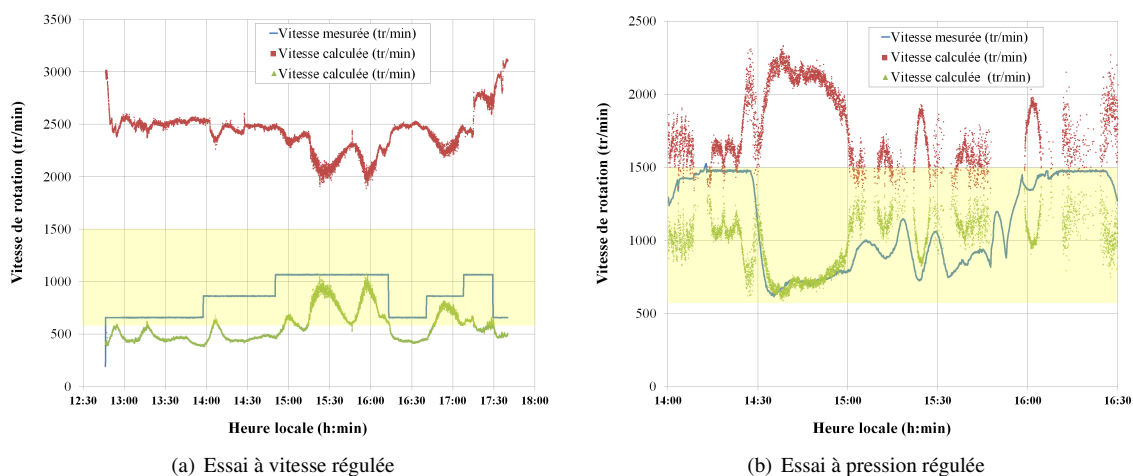 3500
3000
2500
2000
1500
1000
500
0
Vitesse de rotation (tr/min)
Vitesse mesurée (tr/min)
Vitesse calculée (tr/min)
Vitesse calculée (tr/min)
12:30 13:00 13:30 14:00 14:30 15:00 15:30 16:00 16:30 17:00 17:30 18:00
Heure locale (h:min)
(a) Essai à vitesse régulée
2500
2000
1500
1000
500
0
Vitesse de rotation (tr/min)
Vitesse mesurée (tr/min)
Vitesse calculée (tr/min)
Vitesse calculée (tr/min)
14:00 14:30 15:00 15:30 16:00 16:30
Heure locale (h:min)
(b) Essai à pression régulée